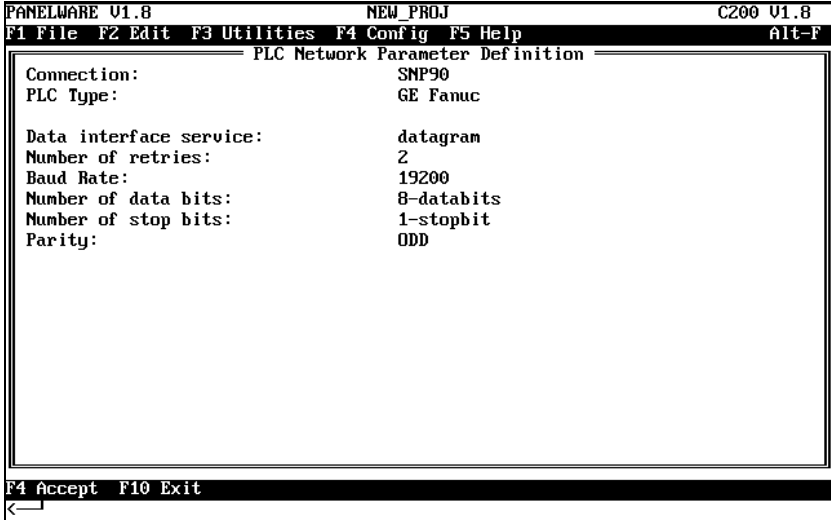 PANELWARE V1.8 NEW_PROJ C200 V1.8
F1 File F2 Edit F3 Utilities F4 Config F5 Help Alt-F
PLC Network Parameter Definition
Connection: SNP90
PLC Type: GE Fanuc
Data interface service: datagram
Number of retries: 2
Baud Rate: 19200
Number of data bits: 8-databits
Number of stop bits: 1-stopbit
Parity: ODD
F4 Accept F10 Exit